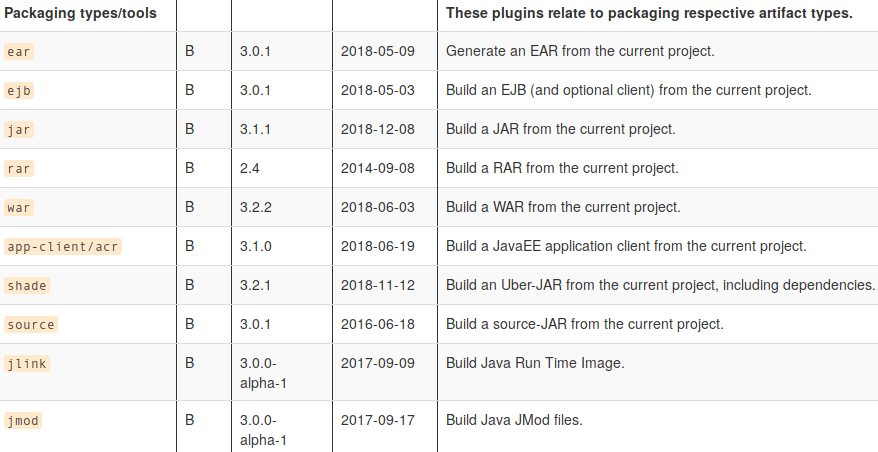 Packaging types/tools These plugins relate to packaging respective artifact types.
ear B 3.0.1 2018-05-09 Generate an EAR from the current project.
ejb B 3.0.1 2018-05-03 Build an EJB (and optional client) from the current project.
jar B 3.1.1 2018-12-08 Build a JAR from the current project.
rar B 2.4 2014-09-08 Build a RAR from the current project.
war B 3.2.2 2018-06-03 Build a WAR from the current project.
app-client/acr B 3.1.0 2018-06-19 Build a JavaEE application client from the current project.
shade B 3.2.1 2018-11-12 Build an Uber-JAR from the current project, including dependencies.
source B 3.0.1 2016-06-18 Build a source-JAR from the current project.
jlink B 3.0.0- 2017-09-09 Build Java Run Time Image.
alpha-1
jmod B 3.0.0- 2017-09-17 Build Java JMod files.
alpha-1